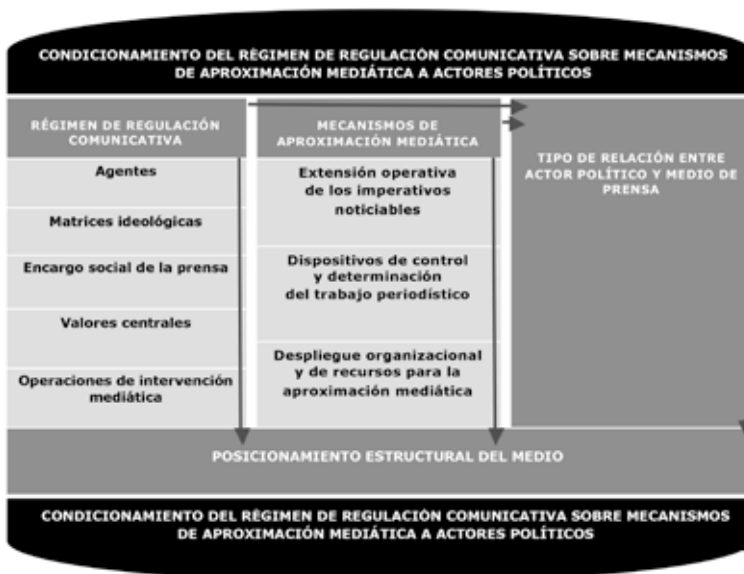 CONDICIONAMIENTO DEL RÉGIMEN DE REGULACIÓN COMUNICATIVA SOBRE MECANISMOS
DE APROXIMACIÓN MEDIÁTICA A ACTORES POLÍTICOS
RÉGIMEN DE REGULACIÓN
COMUNICATIVA
Agentes
Matrices ideológicas
Encargo social de la prensa
Valores centrales
Operaciones de intervención
mediática
MECANISMOS DE
APROXIMACIÓN MEDIÁTICA
Extensión operativa
de los imperativos
noticiables
Dispositivos de control
y determinación
del trabajo periodístico
Despliegue organizacional
y de recursos para la
aproximación mediática
TIPO DE RELACIÓN ENTRE
ACTOR POLÍTICO Y MEDIO DE
PRENSA
POSICIONAMIENTO ESTRUCTURAL DEL MEDIO
CONDICIONAMIENTO DEL RÉGIMEN DE REGULACIÓN COMUNICATIVA SOBRE MECANISMOS
DE APROXIMACIÓN MEDIÁTICA A ACTORES POLÍTICOS